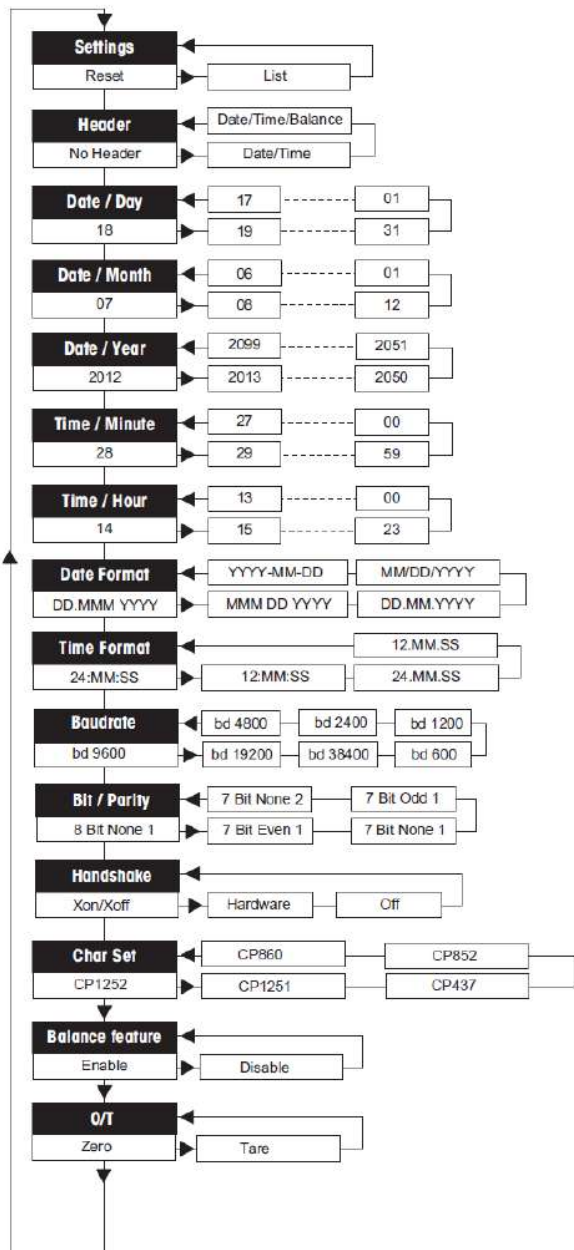 Settings
Reset List
Header Date/Time/Balance
No Header Date/Time
Date / Day 17 01
18 19 31
Date / Month 06 01
07 08 12
Date / Year 2099 2051
2012 2013 2050
Time / Minute 27 00
28 29 59
Time / Hour 13 00
14 15 23
Date Format YYYY-MM-DD MM/DD/YYYY
DD.MMM YYYY MMM DD YYYY DD.MM.YYYY
Time Format 12.MM.SS
24:MM:SS 12:MM:SS 24.MM.SS
Baudrate bd 4800 bd 2400 bd 1200
bd 9600 bd 19200 bd 38400 bd 600
Bit / Parity 7 Bit None 2 7 Bit Odd 1
8 Bit None 1 7 Bit Even 1 7 Bit None 1
Handshake
Xon/Xoff Hardware Off
Char Set CP860 CP852
CP1252 CP1251 CP437
Balance feature
Enable Disable
O/T
Zero Tare